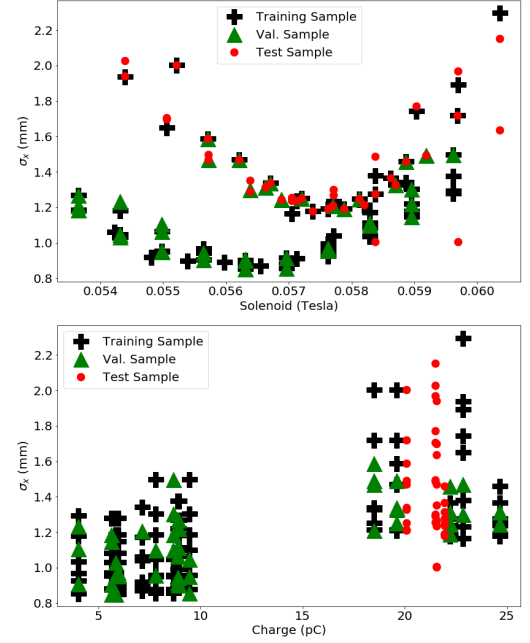 2.2
2.0
1.8
1.6
1.4
1.2
1.0
0.8
σx (mm)
Training Sample
Val. Sample
Test Sample
0.054 0.055 0.056 0.057 0.058 0.059 0.060
Solenoid (Tesla)
2.2
2.0
1.8
1.6
1.4
1.2
1.0
0.8
σx (mm)
Training Sample
Val. Sample
Test Sample
5 10 15 20 25
Charge (pC)